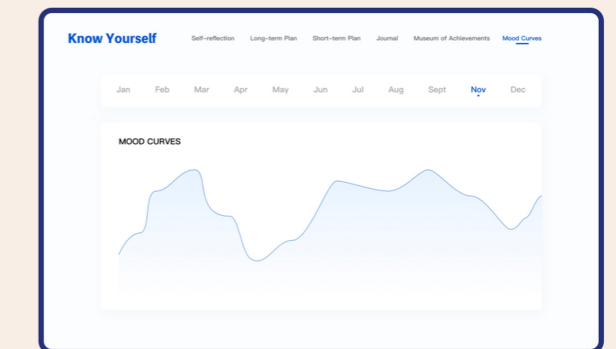 Know Yourself
Self-reflection Long-term Plan Short-term Plan Journal Museum of Achievements Mood Curves
Jan Feb Mar Apr May Jun Jul Aug Sept Nov Dec
MOOD CURVES